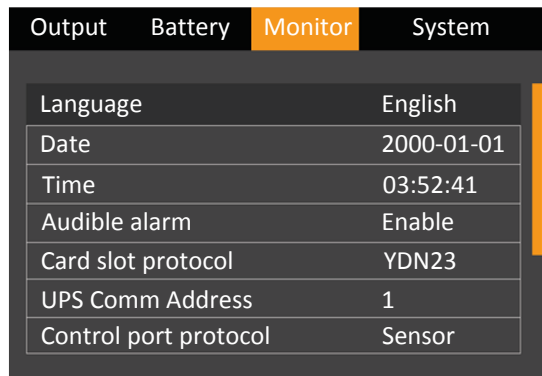 Output Battery Monitor System
Language English
Date 2000-01-01
Time 03:52:41
Audible alarm Enable
Card slot protocol YDN23
UPS Comm Address 1
Control port protocol Sensor